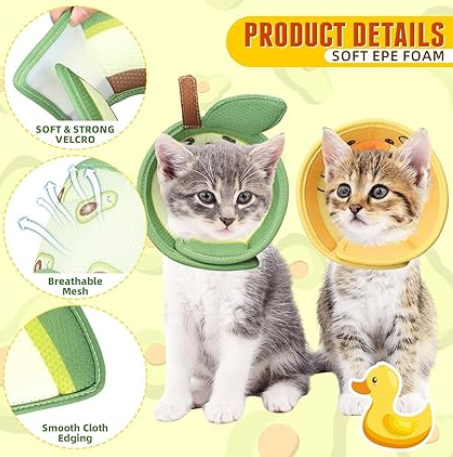 PRODUCT DETAILS
SOFT EPE FOAM
SOFT & STRONG
VELCRO
Breathable
Mesh
Smooth Cloth
Edging